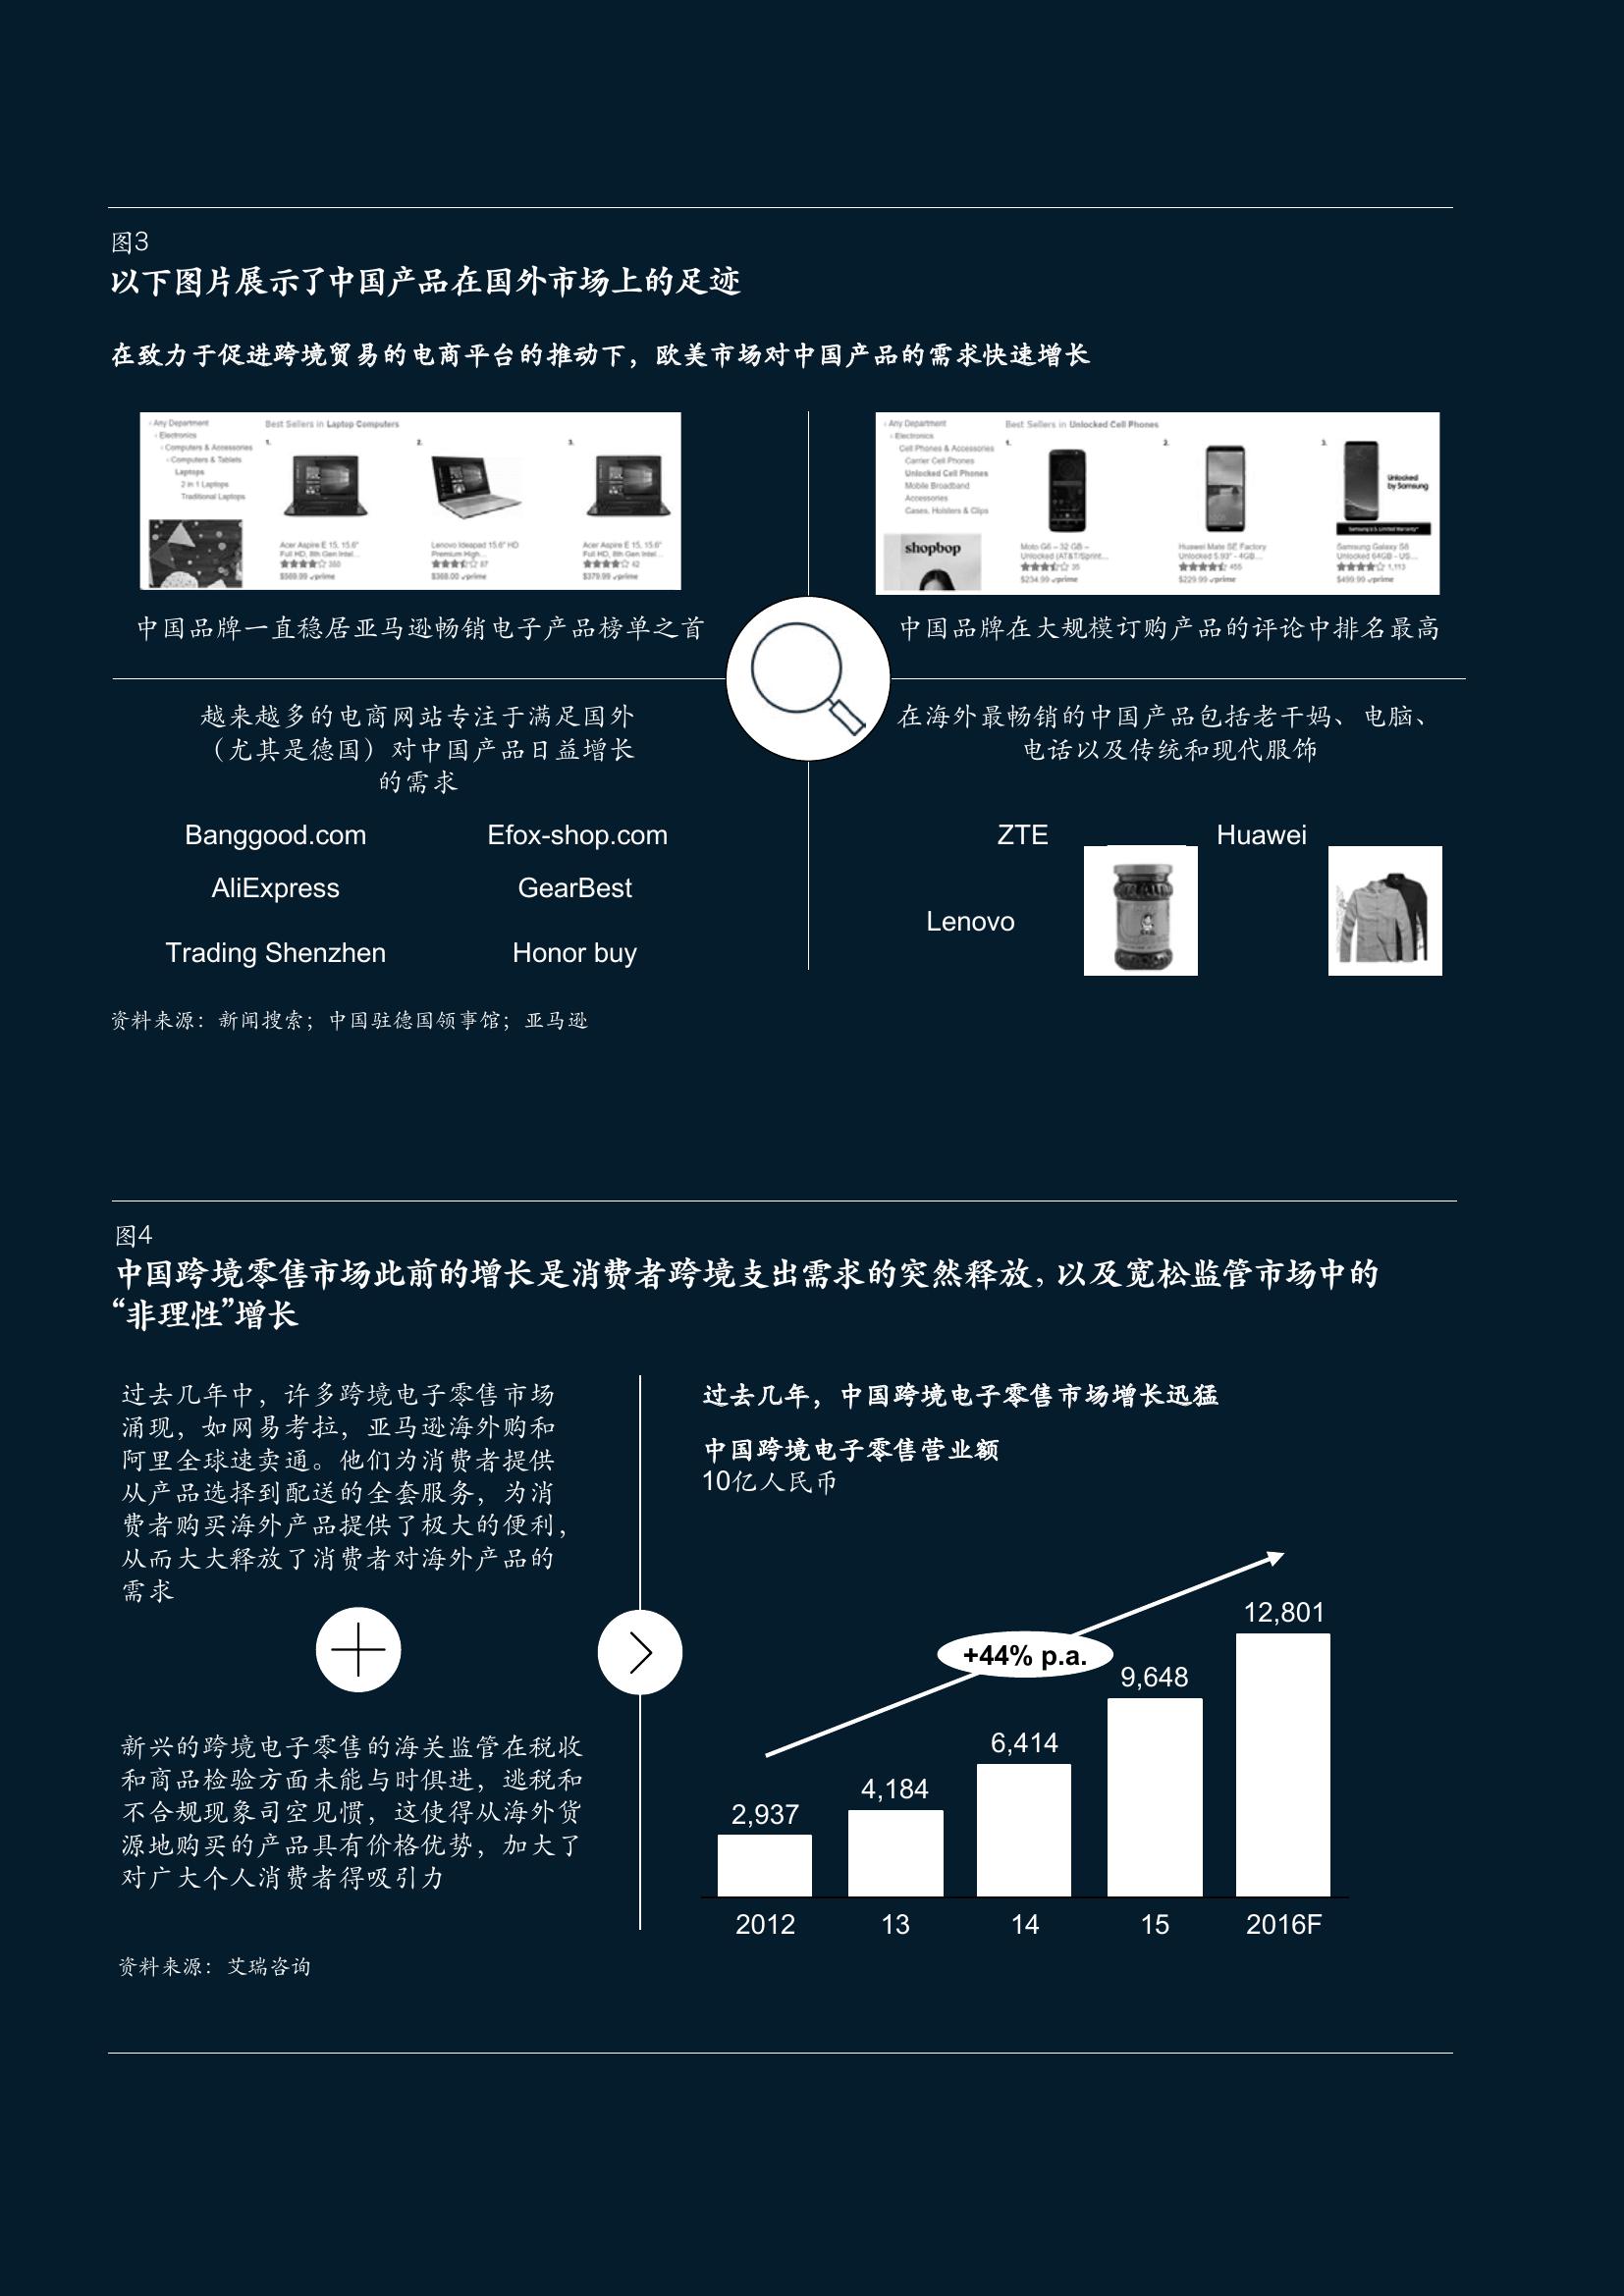 图3
以下图片展示了中国产品在国外市场上的足迹
在致力于促进跨境贸易的电商平台的推动下，欧美市场对中国产品的需求快速增长
› Any Department
‹ Electronics
‹ Computers & Accessories
‹ Computers & Tablets
Laptops
2 in 1 Laptops
Traditional Laptops
Best Sellers in Laptop Computers
1.
2.
3.
Acer Aspire E 15, 15.6"
Full HD, 8th Gen Intel...
350
$589.99 prime
Lenovo Ideapad 15.6" HD
Premium High...
87
$388.00 prime
Acer Aspire E 15, 15.6"
Full HD, 8th Gen Intel...
62
$379.99 prime
‹ Any Department
‹ Electronics
Cell Phones & Accessories
Carrier Cell Phones
Unlocked Cell Phones
Mobile Broadband
Accessories
Cases, Holsters & Clips
shopbop
Best Sellers in Unlocked Cell Phones
1.
2.
3.
Unlocked
by Samsung
Moto G6 – 32 GB –
Unlocked (AT&T/Sprint...
35
$234.99 prime
Huawei Mate SE Factory
Unlocked 5.93" - 4GB...
455
$229.99 prime
Samsung Galaxy S8
Unlocked 64GB - US...
1,113
$499.99 prime
中国品牌一直稳居亚马逊畅销电子产品榜单之首
中国品牌在大规模订购产品的评论中排名最高
越来越多的电商网站专注于满足国外
（尤其是德国）对中国产品日益增长
的需求
Banggood.com
Efox-shop.com
AliExpress
GearBest
Trading Shenzhen
Honor buy
在海外最畅销的中国产品包括老干妈、电脑、
电话以及传统和现代服饰
ZTE
Huawei
Lenovo
资料来源：新闻搜索；中国驻德国领事馆；亚马逊
图4
中国跨境零售市场此前的增长是消费者跨境支出需求的突然释放，以及宽松监管市场中的
“非理性”增长
过去几年中，许多跨境电子零售市场
涌现，如网易考拉，亚马逊海外购和
阿里全球速卖通。他们为消费者提供
从产品选择到配送的全套服务，为消
费者购买海外产品提供了极大的便利，
从而大大释放了消费者对海外产品的
需求
新兴的跨境电子零售的海关监管在税收
和商品检验方面未能与时俱进，逃税和
不合规现象司空见惯，这使得从海外货
源地购买的产品具有价格优势，加大了
对广大个人消费者得吸引力
过去几年，中国跨境电子零售市场增长迅猛
中国跨境电子零售营业额
10亿人民币
+44% p.a.
2,937
4,184
6,414
9,648
12,801
2012
13
14
15
2016F
资料来源：艾瑞咨询